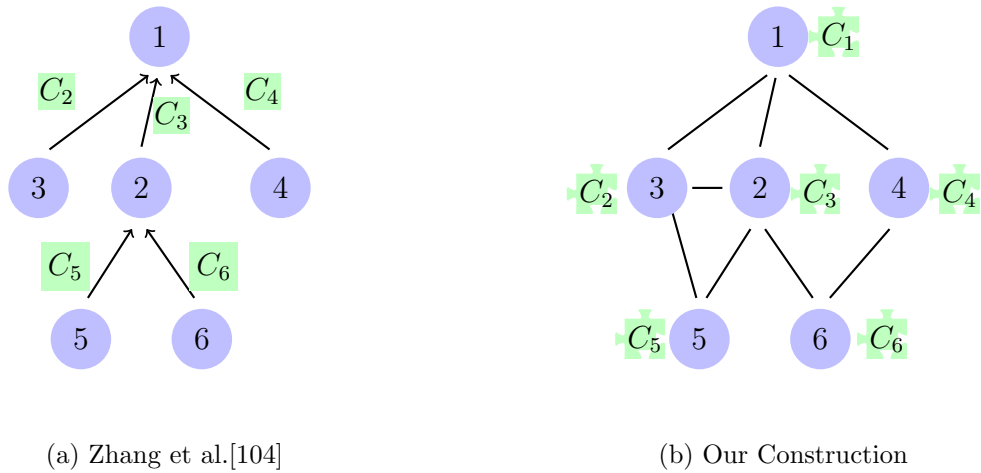 1
C₂
C₃
C₄
3
2
4
C₅
C₆
5
6
(a) Zhang et al.[104]
1
C₁
C₂
3
2
C₃
4
C₄
C₅
5
6
C₆
(b) Our Construction